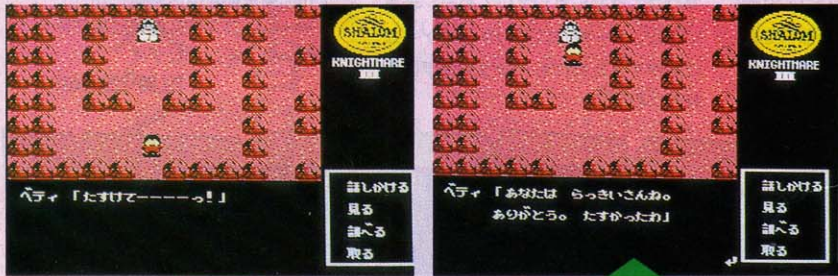 SHALOM
KNIGHTMARE
III
ベティ「たすけてーーーーっ!」
話しかける
見る
調べる
取る
SHALOM
KNIGHTMARE
III
ベティ「あなたは らっきいさんね。
ありがとう。 たすかったわ」
話しかける
見る
調べる
取る